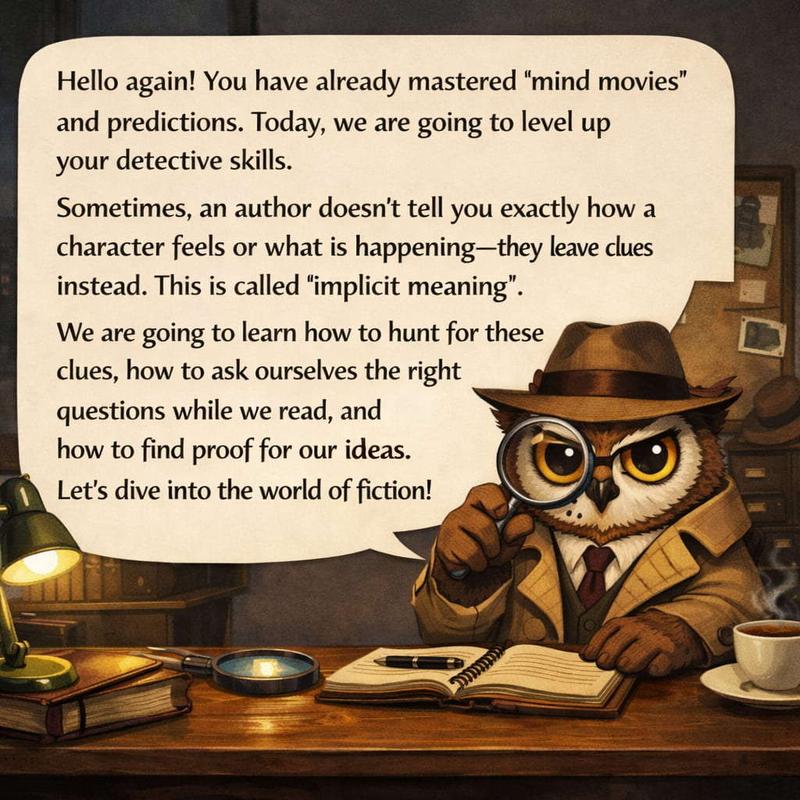 Hello again! You have already mastered "mind movies"
and predictions. Today, we are going to level up
your detective skills.
Sometimes, an author doesn't tell you exactly how a
character feels or what is happening—they leave clues
instead. This is called "implicit meaning".
We are going to learn how to hunt for these
clues, how to ask ourselves the right
questions while we read, and
how to find proof for our ideas.
Let's dive into the world of fiction!